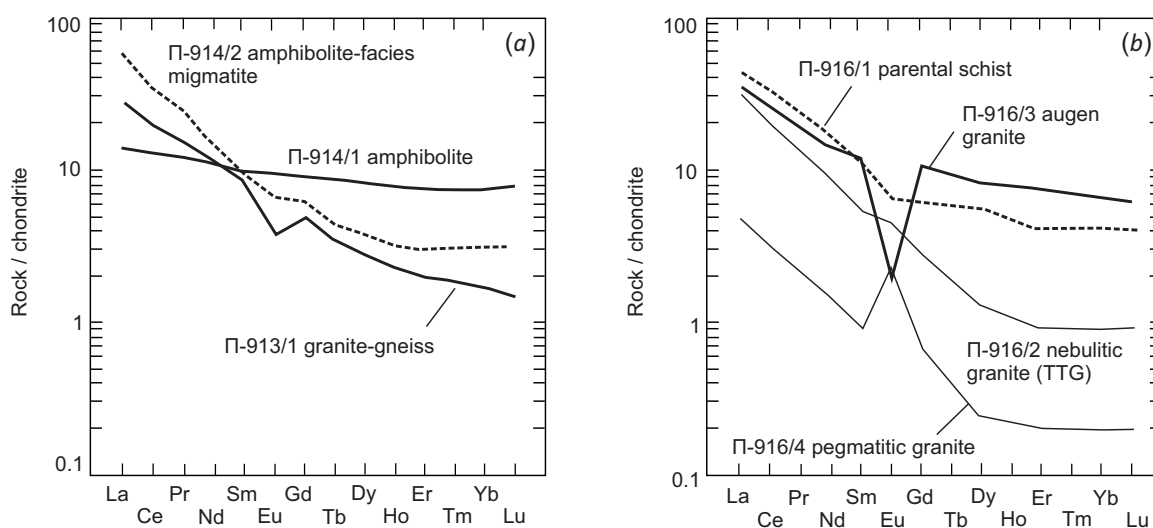 100
10
1
0.1
Rock / chondrite
(a)
П-914/2 amphibolite-facies
migmatite
П-914/1 amphibolite
П-913/1 granite-gneiss
La Pr Sm Gd Dy Er Yb
Ce Nd Eu Tb Ho Tm Lu
100
10
1
0.1
Rock / chondrite
(b)
П-916/1 parental schist
П-916/3 augen
granite
П-916/2 nebulitic
granite (TTG)
П-916/4 pegmatitic granite
La Pr Sm Gd Dy Er Yb
Ce Nd Eu Tb Ho Tm Lu